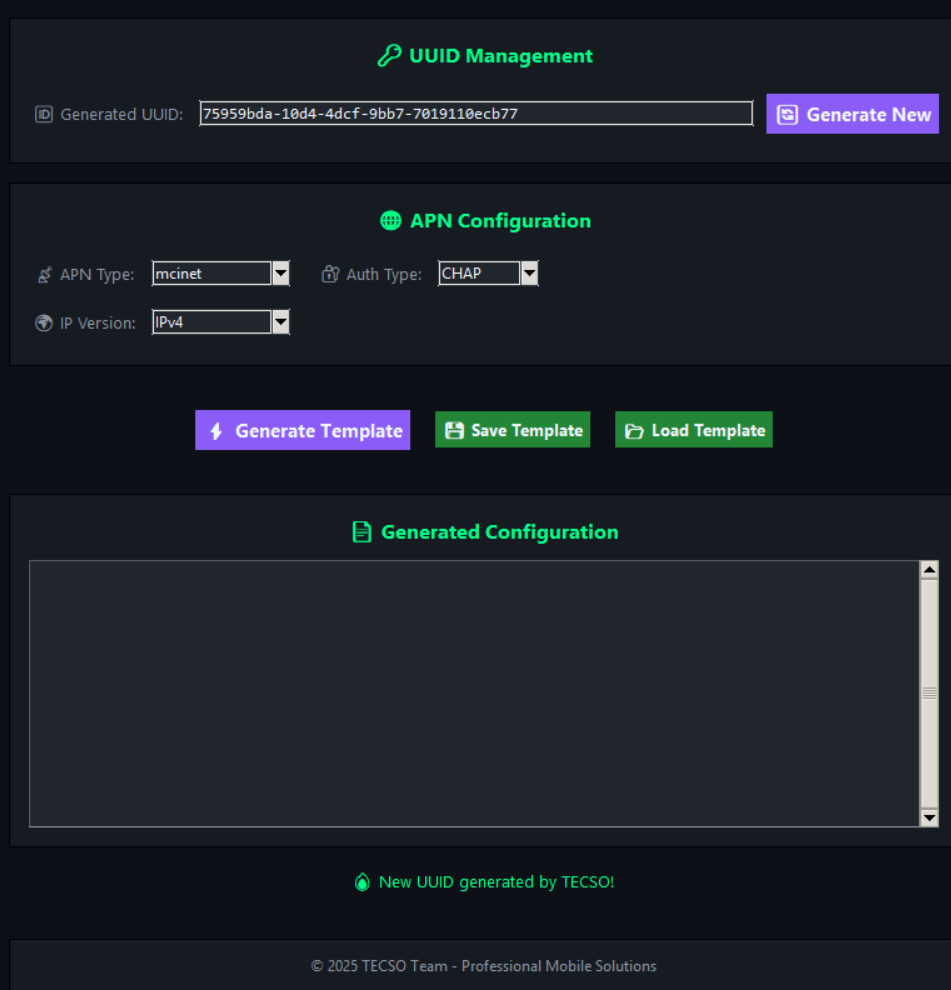 UUID Management
ID Generated UUID: 75959bda-10d4-4dcf-9bb7-7019110ecb77 Generate New
APN Configuration
APN Type: mcinet Auth Type: CHAP
IP Version: IPv4
Generate Template Save Template Load Template
Generated Configuration
New UUID generated by TECSO!
© 2025 TECSO Team - Professional Mobile Solutions